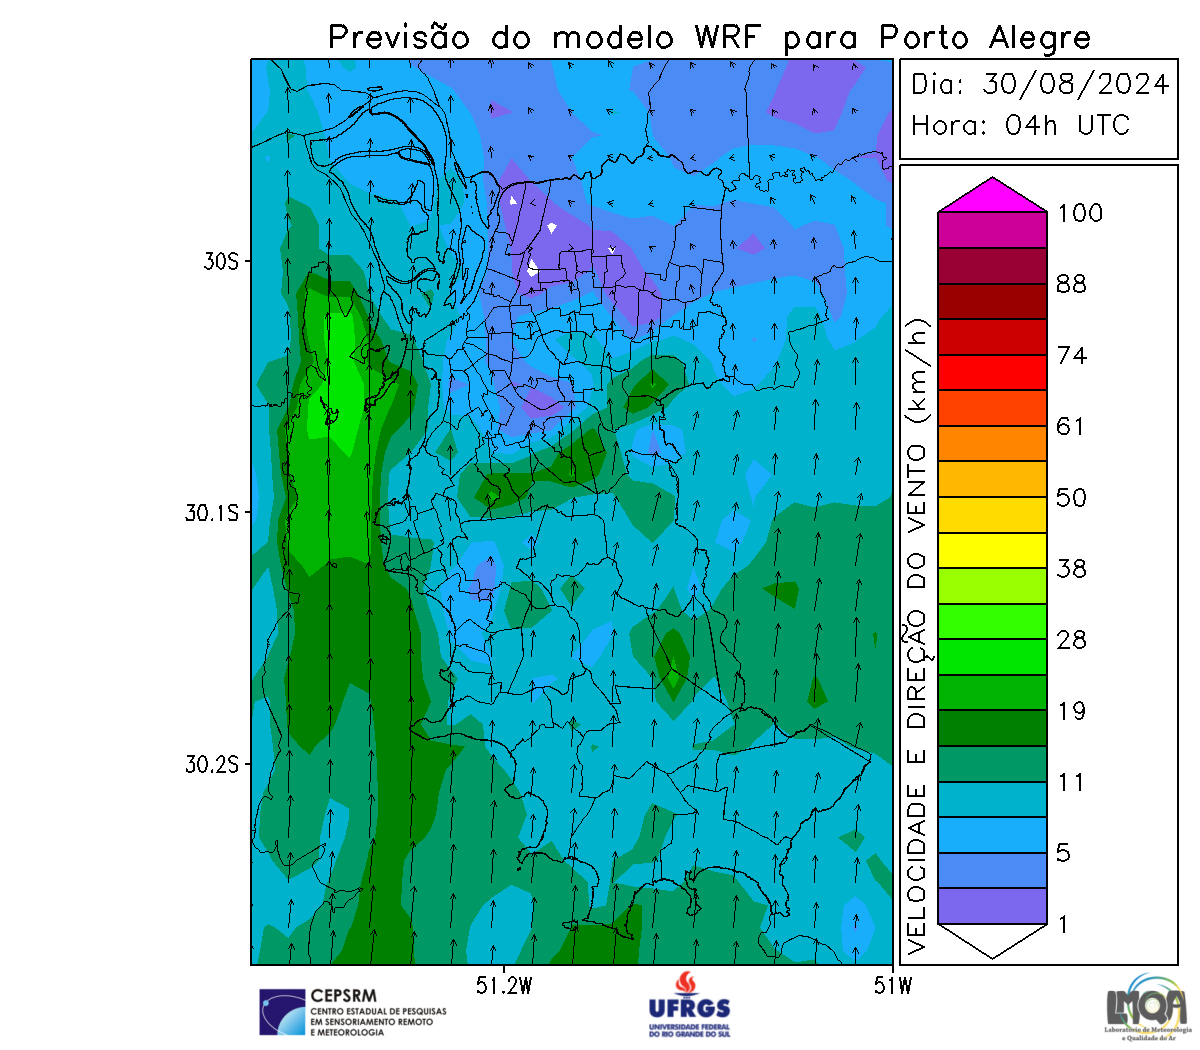 Previsão do modelo WRF para Porto Alegre
Dia: 30/08/2024
Hora: 04h UTC
100
88
74
61
50
38
28
19
11
5
1
VELOCIDADE E DIREÇÃO DO VENTO (km/h)
30S
30.1S
30.2S
51.2W
51W
CEPSRM
CENTRO ESTADUAL DE PESQUISAS
EM SENSORIAMENTO REMOTO
E METEOROLOGIA
UFRGS
UNIVERSIDADE FEDERAL
DO RIO GRANDE DO SUL
LMQA
Laboratório de Meteorologia
e Qualidade do Ar